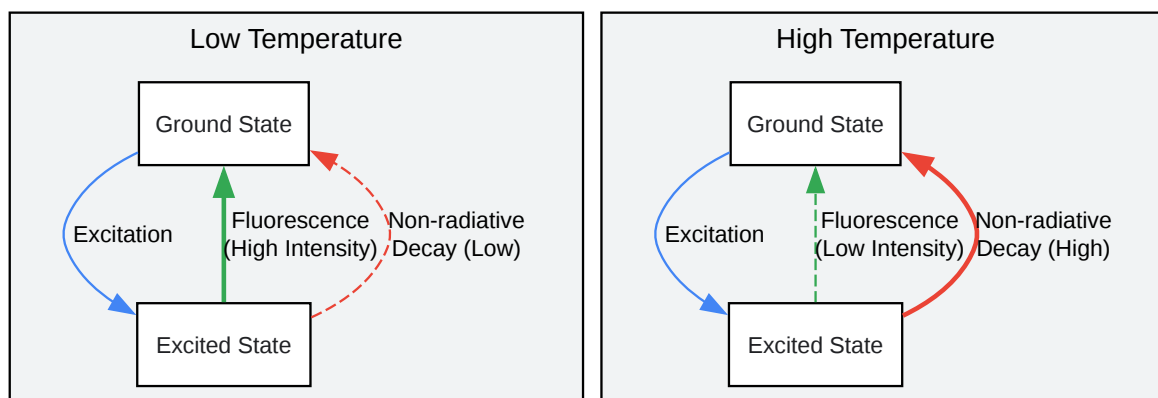 Low Temperature
Ground State
Excitation
Fluorescence
(High Intensity)
Non-radiative
Decay (Low)
Excited State
High Temperature
Ground State
Excitation
Fluorescence
(Low Intensity)
Non-radiative
Decay (High)
Excited State